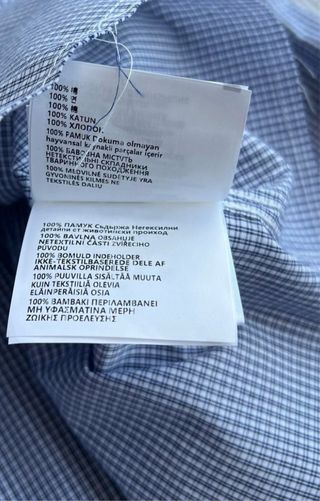 100%
100% 면
100%
100% KATUN
100% ХЛОПОК
100% PAMUK Dokuma olmayan
hayvansal kaynaklı parçalar içerir
100% БАВОВНА МІСТИТЬ
НЕТЕКСТИЛЬНІ СКЛАДНИКИ
ТВАРИННОГО ПОХОДЖЕННЯ
100% MEDVILNĖ SUDĖTYJE YRA
GYVŪNINĖS KILMĖS NE
TEKSTILĖS DALIŲ
100% ПАМУК Съдържа Нетекстилни
детайли от животински произход
100% BAVLNA OBSAHUJE
NETEXTILNÍ ČÁSTI ZVÍŘECÍHO
PŮVODU
100% BOMULD INDEHOLDER
IKKE-TEKSTILBASEREDE DELE AF
ANIMALSK OPRINDELSE
100% PUUVILLA SISÄLTÄÄ MUUTA
KUIN TEKSTIILIÄ OLEVIA
ELÄINPERÄISIÄ OSIA
100% ΒΑΜΒΑΚΙ ΠΕΡΙΛΑΜΒΑΝΕΙ
ΜΗ ΥΦΑΣΜΑΤΙΝΑ ΜΕΡΗ
ΖΩΙΚΗΣ ΠΡΟΕΛΕΥΣΗΣ